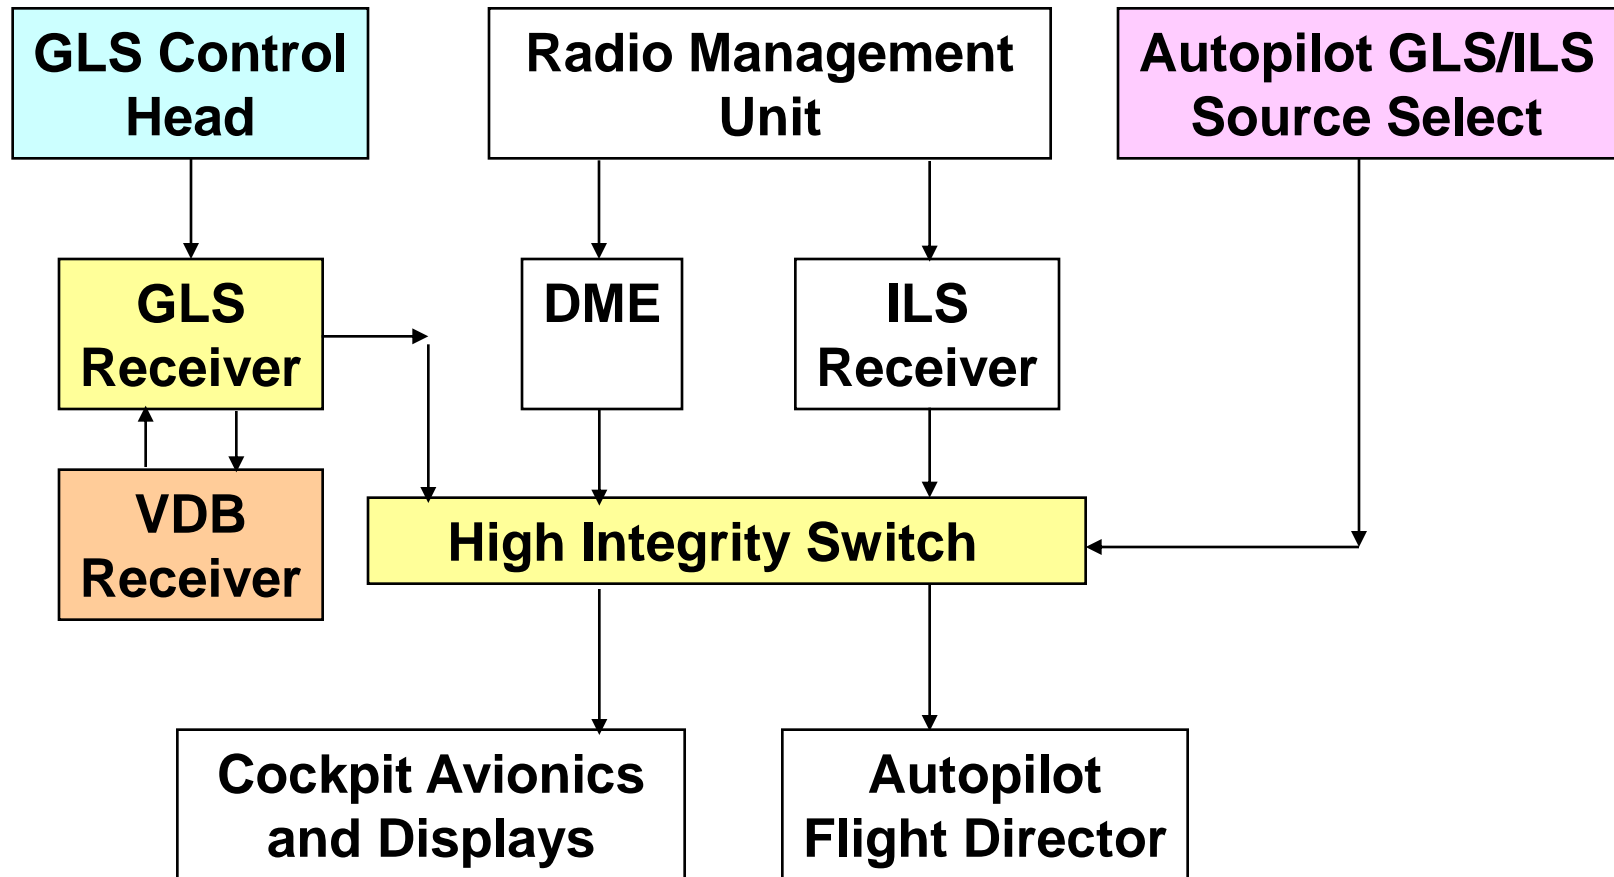 GLS Control
Head
Radio Management
Unit
Autopilot GLS/ILS
Source Select
GLS
Receiver
DME
ILS
Receiver
VDB
Receiver
High Integrity Switch
Cockpit Avionics
and Displays
Autopilot
Flight Director